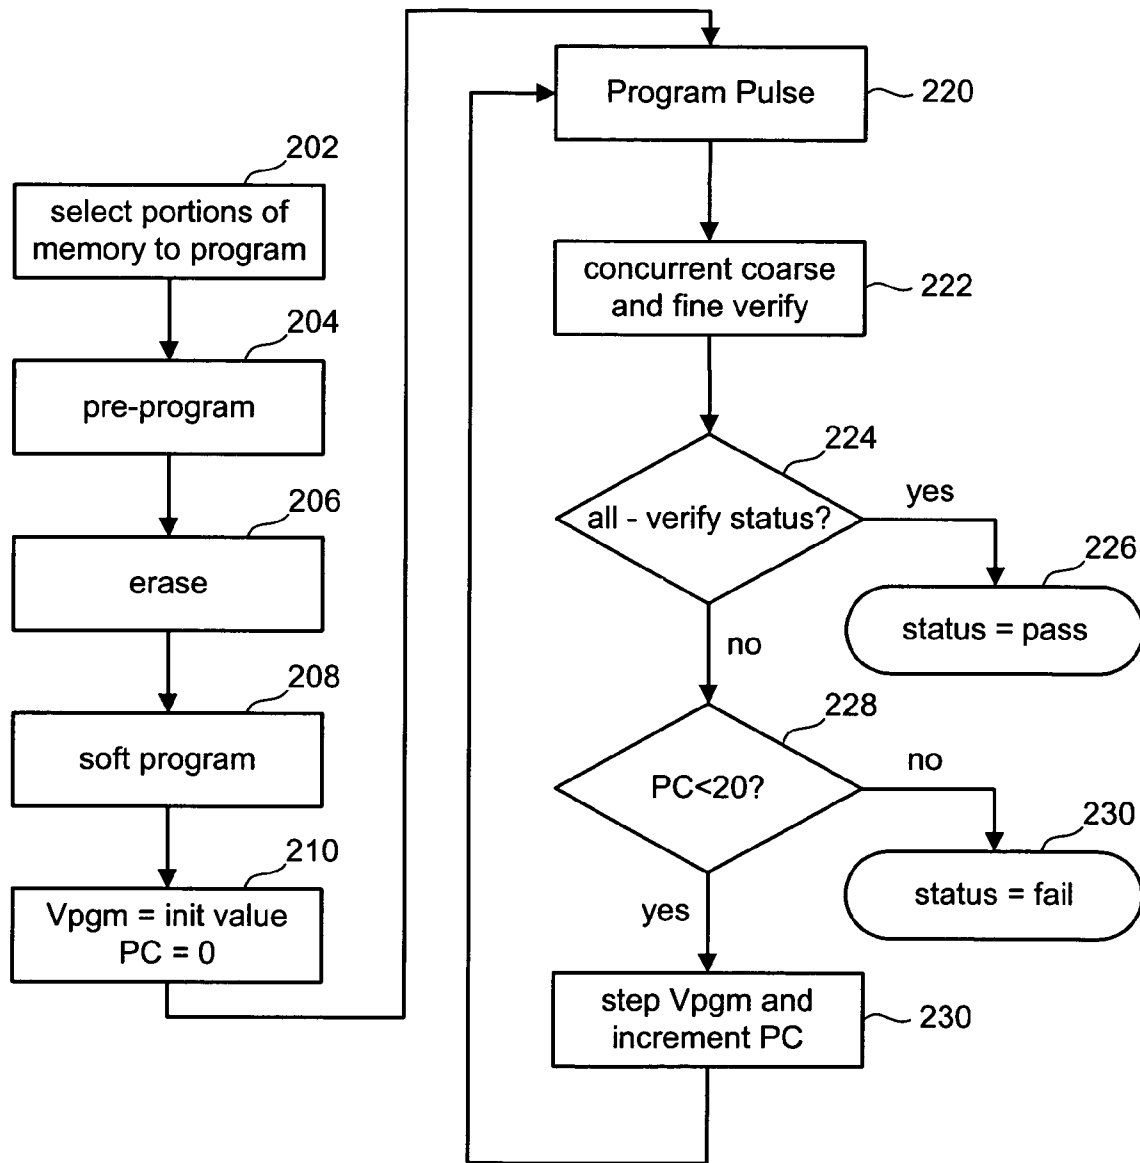 202
select portions of
memory to program
204
pre-program
206
erase
208
soft program
210
Vpgm = init value
PC = 0
Program Pulse
220
concurrent coarse
and fine verify
222
224
all - verify status?
yes
226
status = pass
no
228
PC<20?
no
230
status = fail
yes
step Vpgm and
increment PC
230